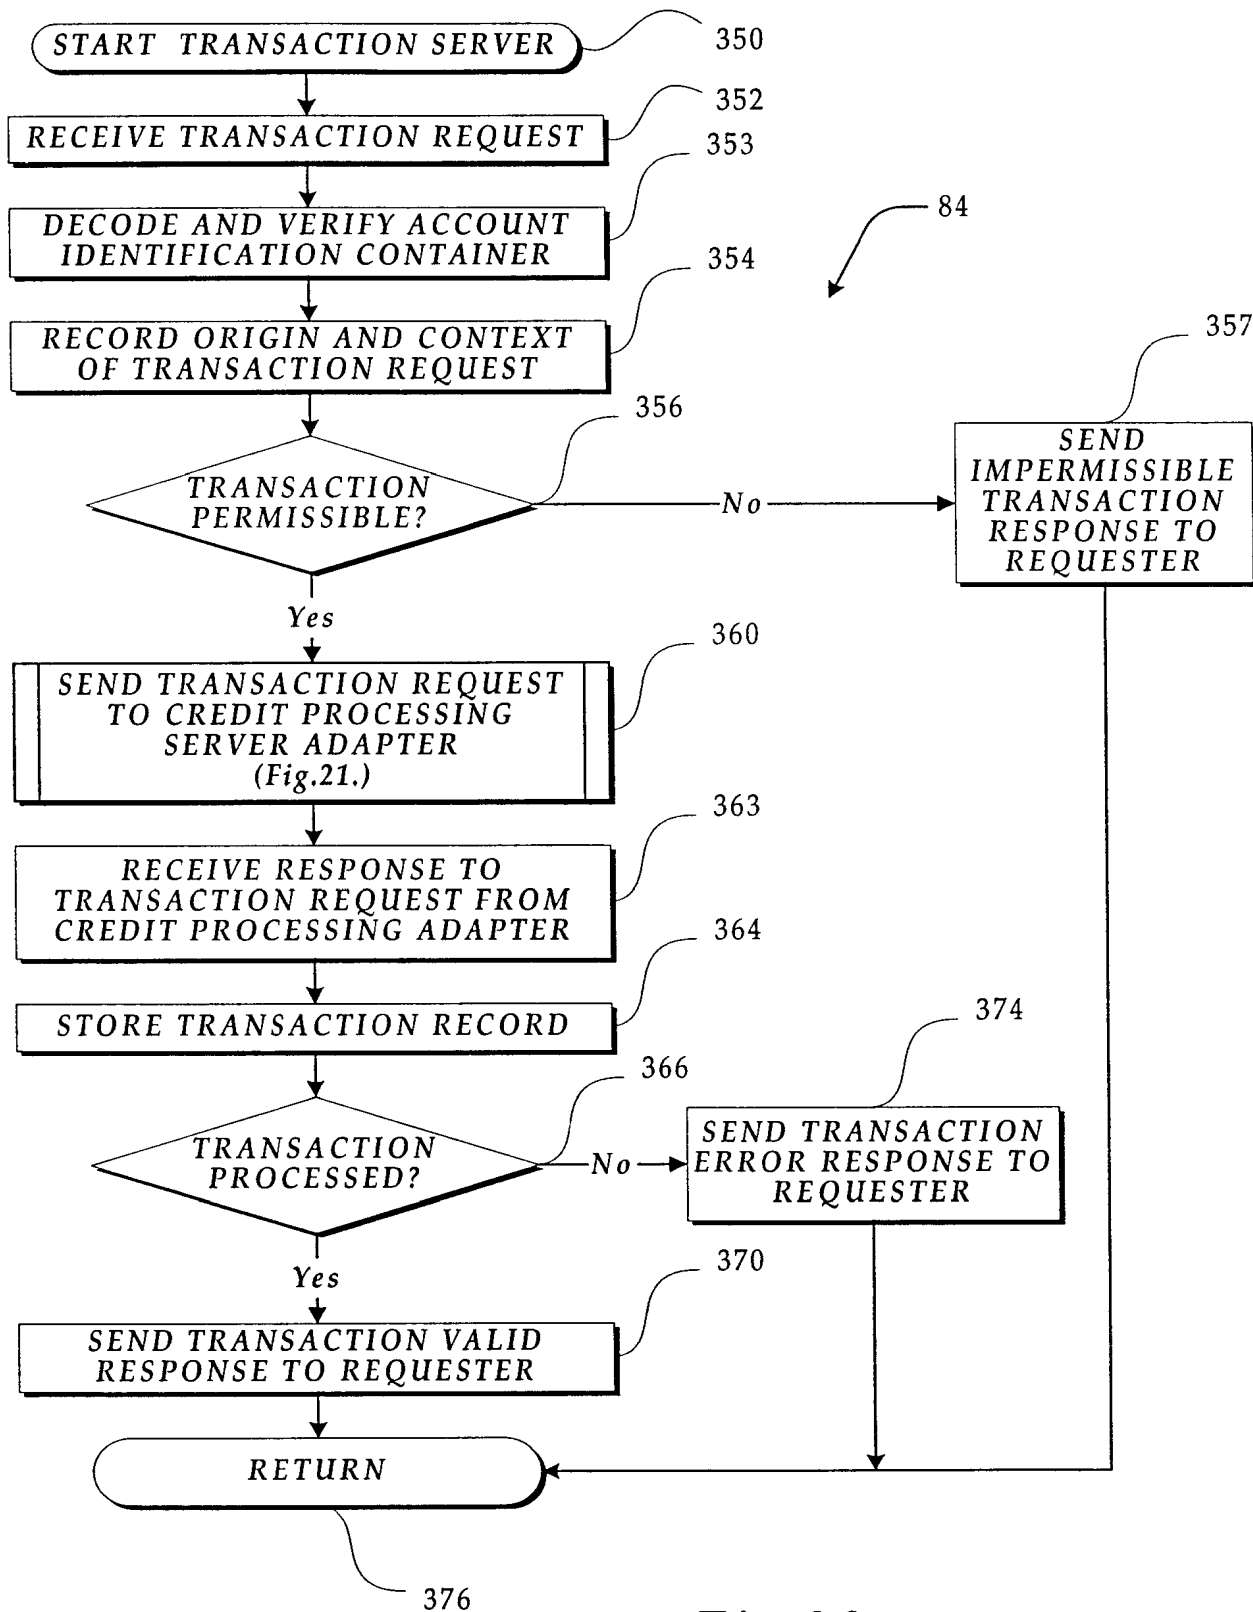 START TRANSACTION SERVER
350
RECEIVE TRANSACTION REQUEST
352
DECODE AND VERIFY ACCOUNT
IDENTIFICATION CONTAINER
353
84
RECORD ORIGIN AND CONTEXT
OF TRANSACTION REQUEST
354
TRANSACTION
PERMISSIBLE?
356
No
357
SEND
IMPERMISSIBLE
TRANSACTION
RESPONSE TO
REQUESTER
Yes
SEND TRANSACTION REQUEST
TO CREDIT PROCESSING
SERVER ADAPTER
(Fig.21.)
360
RECEIVE RESPONSE TO
TRANSACTION REQUEST FROM
CREDIT PROCESSING ADAPTER
363
STORE TRANSACTION RECORD
364
TRANSACTION
PROCESSED?
366
No
374
SEND TRANSACTION
ERROR RESPONSE TO
REQUESTER
Yes
SEND TRANSACTION VALID
RESPONSE TO REQUESTER
370
RETURN
376